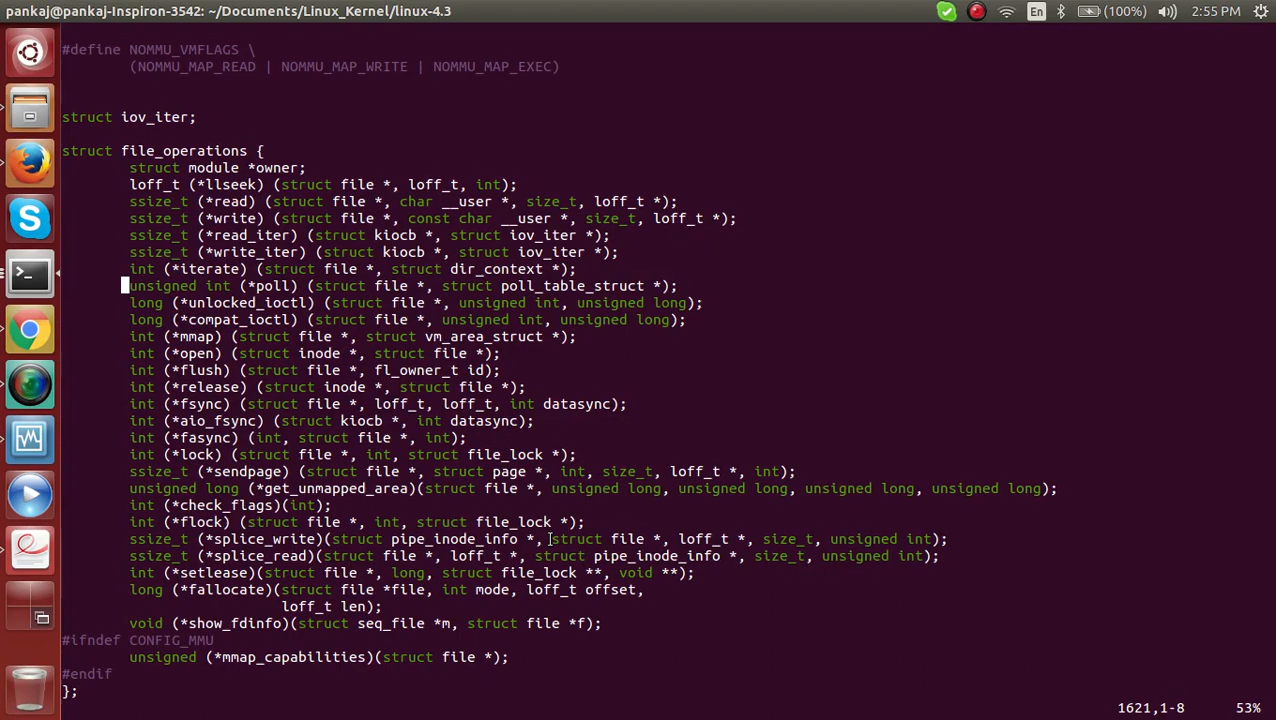 pankaj@pankaj-Inspiron-3542: ~/Documents/Linux_Kernel/linux-4.3
En
(100%)
2:55 PM
#define NOMMU_VMFLAGS \
(NOMMU_MAP_READ | NOMMU_MAP_WRITE | NOMMU_MAP_EXEC)
struct iov_iter;
struct file_operations {
struct module *owner;
loff_t (*llseek) (struct file *, loff_t, int);
ssize_t (*read) (struct file *, char __user *, size_t, loff_t *);
ssize_t (*write) (struct file *, const char __user *, size_t, loff_t *);
ssize_t (*read_iter) (struct kiocb *, struct iov_iter *);
ssize_t (*write_iter) (struct kiocb *, struct iov_iter *);
int (*iterate) (struct file *, struct dir_context *);
unsigned int (*poll) (struct file *, struct poll_table_struct *);
long (*unlocked_ioctl) (struct file *, unsigned int, unsigned long);
long (*compat_ioctl) (struct file *, unsigned int, unsigned long);
int (*mmap) (struct file *, struct vm_area_struct *);
int (*open) (struct inode *, struct file *);
int (*flush) (struct file *, fl_owner_t id);
int (*release) (struct inode *, struct file *);
int (*fsync) (struct file *, loff_t, loff_t, int datasync);
int (*aio_fsync) (struct kiocb *, int datasync);
int (*fasync) (int, struct file *, int);
int (*lock) (struct file *, int, struct file_lock *);
ssize_t (*sendpage) (struct file *, struct page *, int, size_t, loff_t *, int);
unsigned long (*get_unmapped_area)(struct file *, unsigned long, unsigned long, unsigned long, unsigned long);
int (*check_flags)(int);
int (*flock) (struct file *, int, struct file_lock *);
ssize_t (*splice_write)(struct pipe_inode_info *, struct file *, loff_t *, size_t, unsigned int);
ssize_t (*splice_read)(struct file *, loff_t *, struct pipe_inode_info *, size_t, unsigned int);
int (*setlease)(struct file *, long, struct file_lock **, void **);
long (*fallocate)(struct file *file, int mode, loff_t offset,
loff_t len);
void (*show_fdinfo)(struct seq_file *m, struct file *f);
#ifndef CONFIG_MMU
unsigned (*mmap_capabilities)(struct file *);
#endif
};
1621,1-8 53%